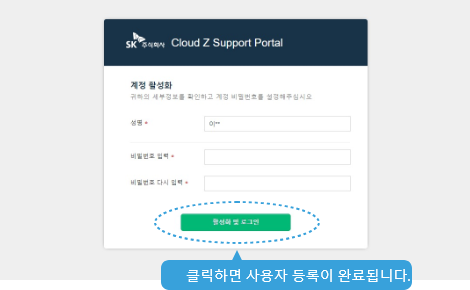 SK 주식회사 Cloud Z Support Portal
계정 활성화
귀하의 세부정보를 확인하고 계정 비밀번호를 설정해주십시오
성명 *
이**
비밀번호 입력 *
비밀번호 다시 입력 *
활성화 및 로그인
클릭하면 사용자 등록이 완료됩니다.